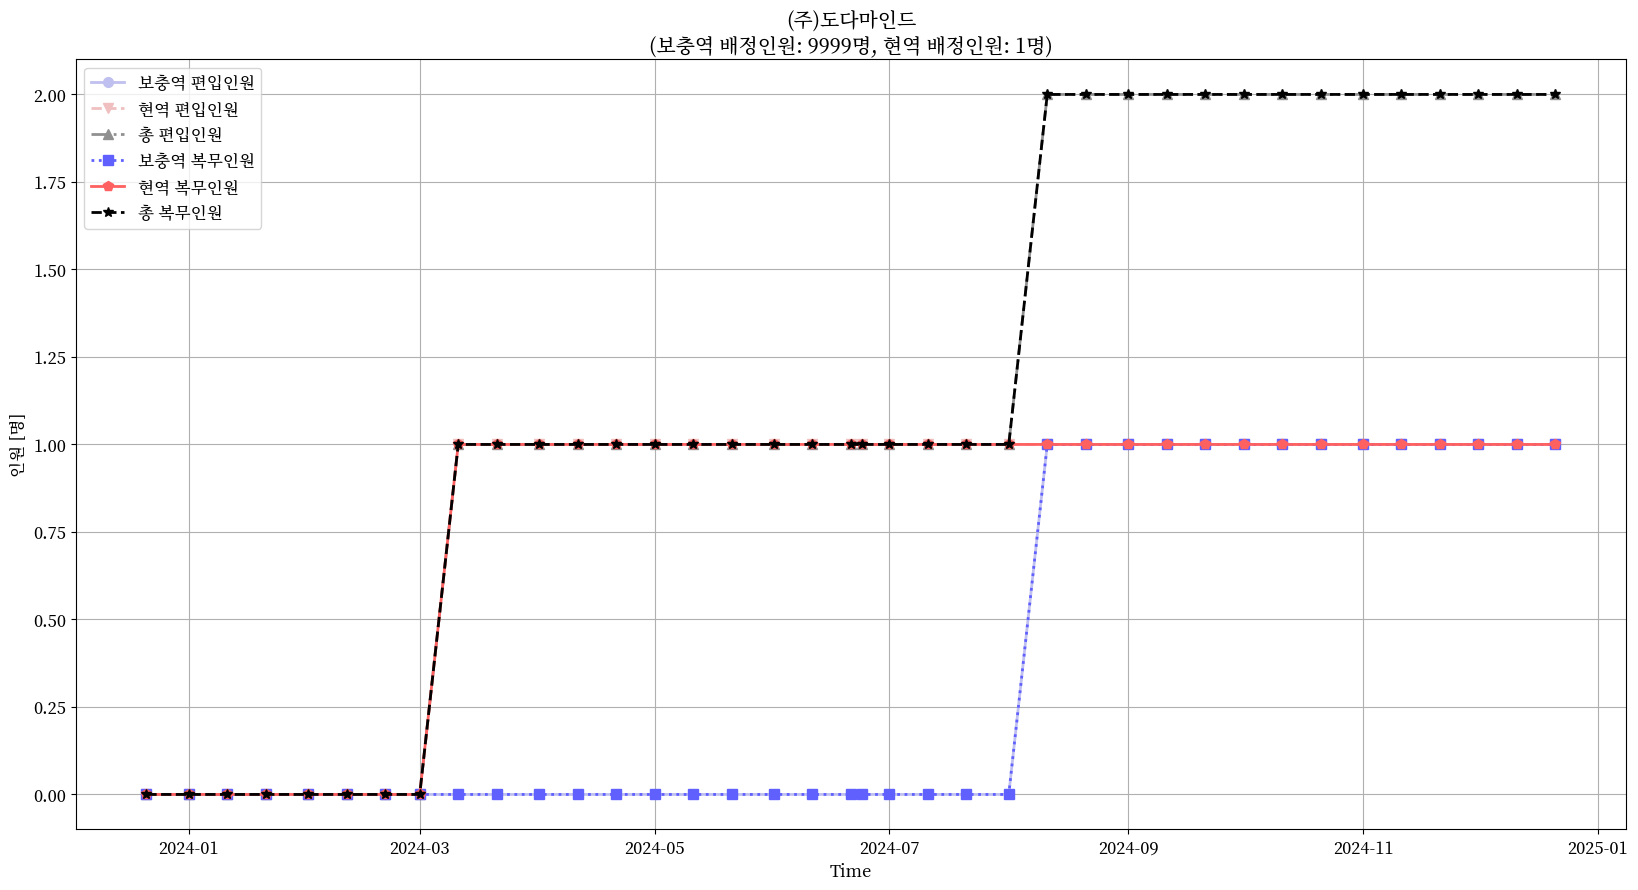 (주)도다마인드
(보충역 배정인원: 9999명, 현역 배정인원: 1명)
보충역 편입인원
현역 편입인원
총 편입인원
보충역 복무인원
현역 복무인원
총 복무인원
인원 [명]
2.00
1.75
1.50
1.25
1.00
0.75
0.50
0.25
0.00
2024-01
2024-03
2024-05
2024-07
2024-09
2024-11
2025-01
Time